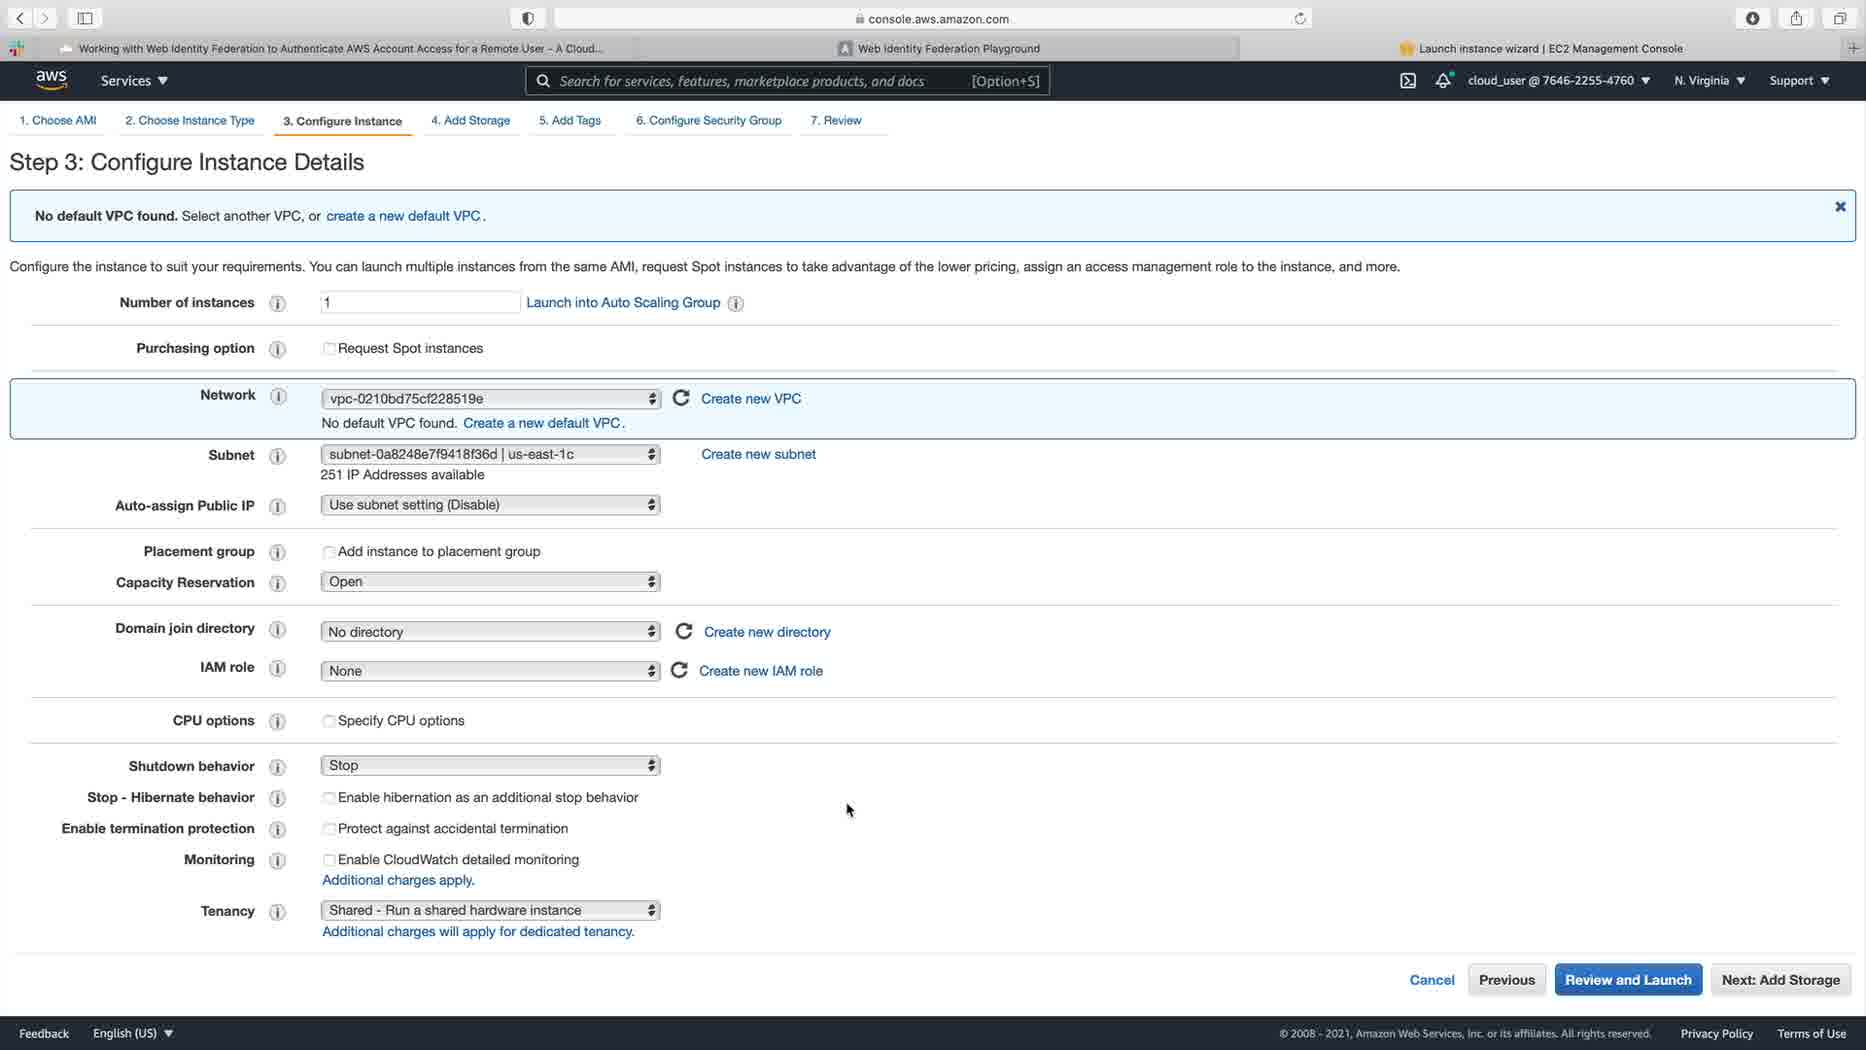 console.aws.amazon.com
Working with Web Identity Federation to Authenticate AWS Account Access for a Remote User - A Cloud...
A Web Identity Federation Playground
Launch instance wizard | EC2 Management Console
aws
Services
Search for services, features, marketplace products, and docs [Option+S]
cloud_user @ 7646-2255-4760
N. Virginia
Support
1. Choose AMI
2. Choose Instance Type
3. Configure Instance
4. Add Storage
5. Add Tags
6. Configure Security Group
7. Review
Step 3: Configure Instance Details
No default VPC found. Select another VPC, or create a new default VPC.
Configure the instance to suit your requirements. You can launch multiple instances from the same AMI, request Spot instances to take advantage of the lower pricing, assign an access management role to the instance, and more.
Number of instances i 1 Launch into Auto Scaling Group i
Purchasing option i Request Spot instances
Network i vpc-0210bd75cf228519e Create new VPC
No default VPC found. Create a new default VPC.
Subnet i subnet-0a8248e7f9418f36d | us-east-1c Create new subnet
251 IP Addresses available
Auto-assign Public IP i Use subnet setting (Disable)
Placement group i Add instance to placement group
Capacity Reservation i Open
Domain join directory i No directory Create new directory
IAM role i None Create new IAM role
CPU options i Specify CPU options
Shutdown behavior i Stop
Stop - Hibernate behavior i Enable hibernation as an additional stop behavior
Enable termination protection i Protect against accidental termination
Monitoring i Enable CloudWatch detailed monitoring
Additional charges apply.
Tenancy i Shared - Run a shared hardware instance
Additional charges will apply for dedicated tenancy.
Cancel Previous Review and Launch Next: Add Storage
Feedback English (US) © 2008 - 2021, Amazon Web Services, Inc. or its affiliates. All rights reserved. Privacy Policy Terms of Use